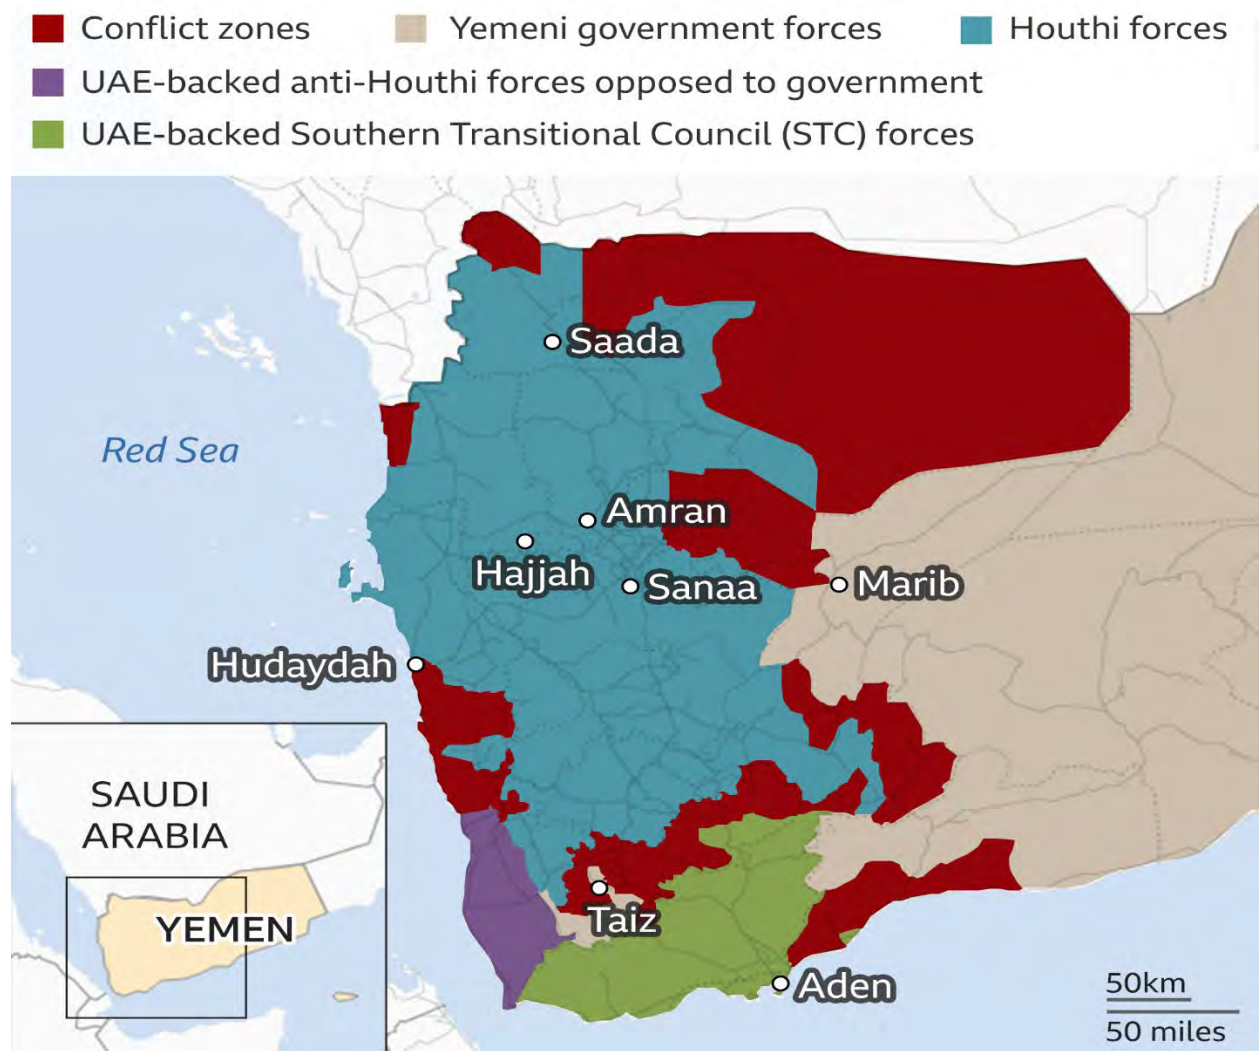 Conflict zones
Yemeni government forces
Houthi forces
UAE-backed anti-Houthi forces opposed to government
UAE-backed Southern Transitional Council (STC) forces
Saada
Red Sea
Amran
Hajjah
Sanaa
Marib
Hudaydah
SAUDI
ARABIA
YEMEN
Taiz
Aden
50km
50 miles